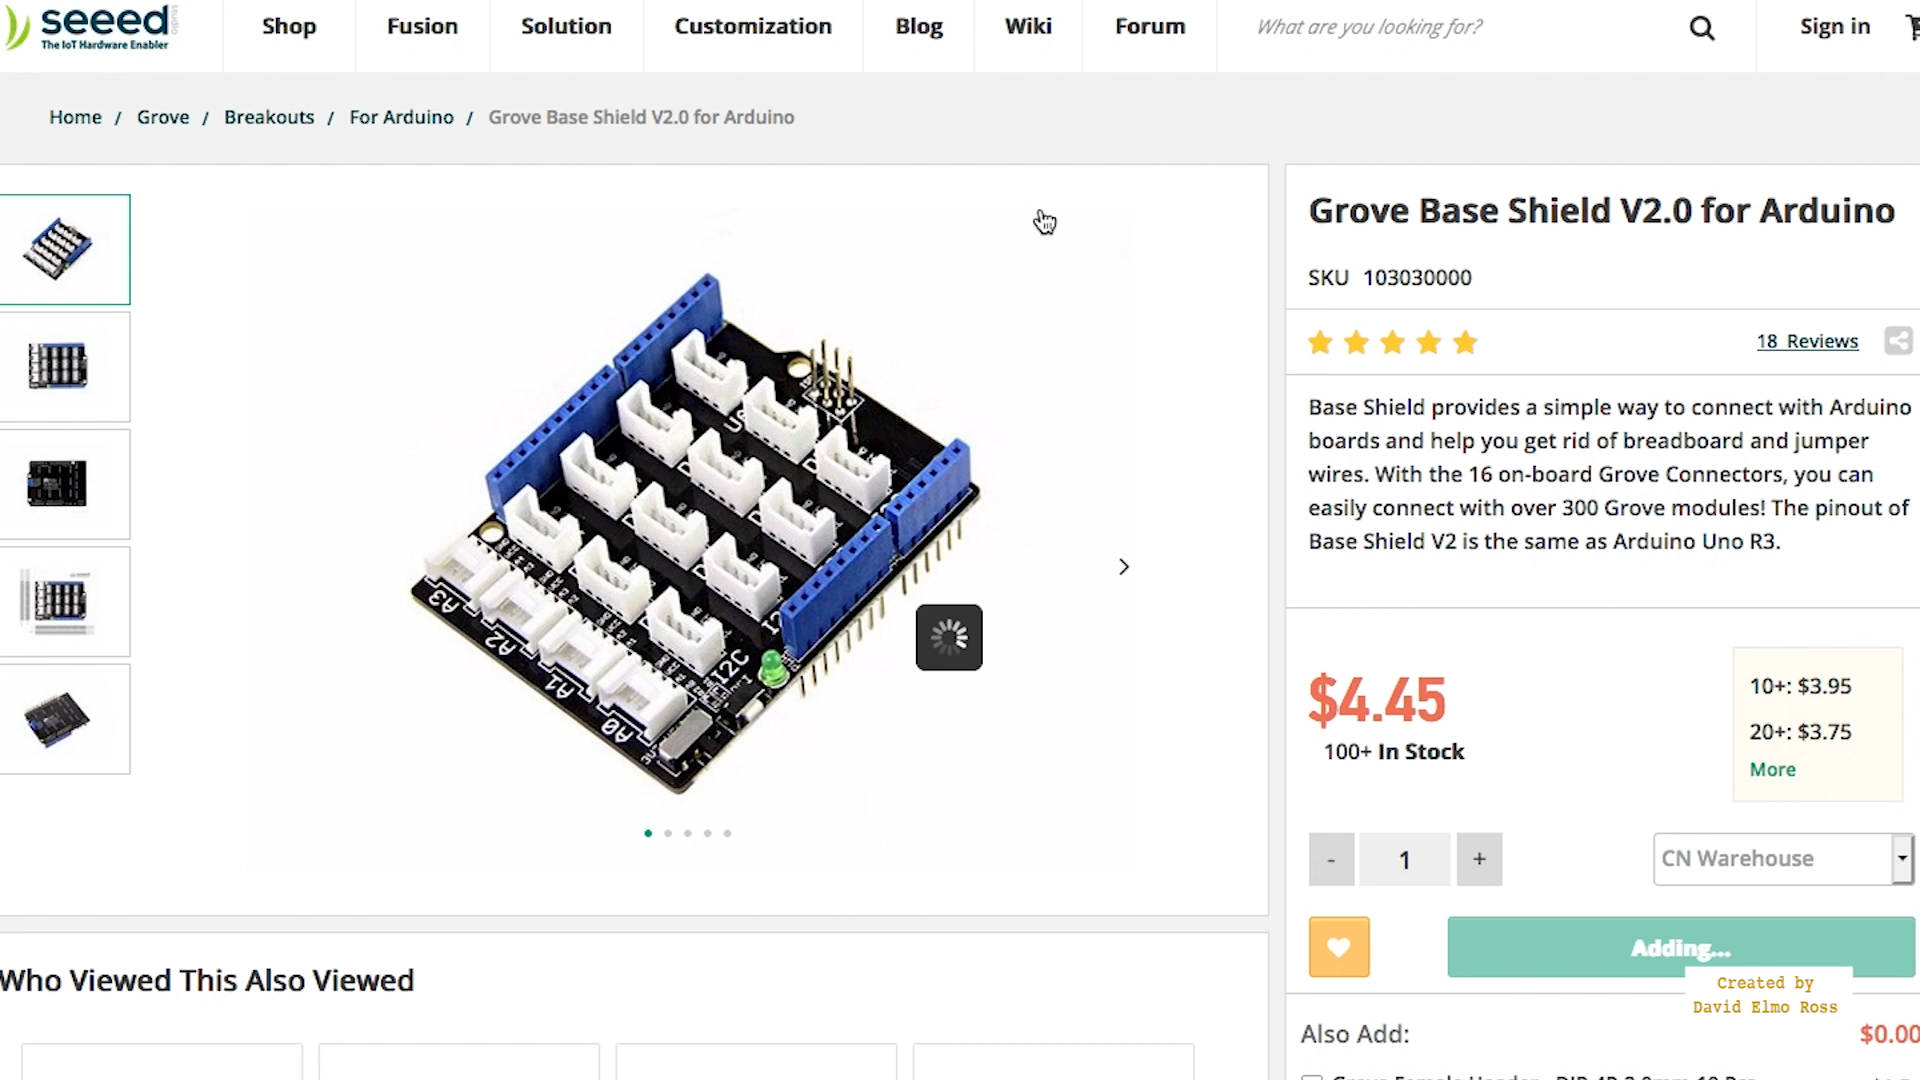 seeed
studio
The IoT Hardware Enabler
Shop
Fusion
Solution
Customization
Blog
Wiki
Forum
What are you looking for?
Sign in
Home / Grove / Breakouts / For Arduino / Grove Base Shield V2.0 for Arduino
A3
A2
A1
A0
I2C
Grove Base Shield V2.0 for Arduino
SKU 103030000
18 Reviews
Base Shield provides a simple way to connect with Arduino
boards and help you get rid of breadboard and jumper
wires. With the 16 on-board Grove Connectors, you can
easily connect with over 300 Grove modules! The pinout of
Base Shield V2 is the same as Arduino Uno R3.
$4.45
100+ In Stock
10+: $3.95
20+: $3.75
More
- 1 +
CN Warehouse
Adding...
Created by
David Elmo Ross
Who Viewed This Also Viewed
Also Add:
$0.00